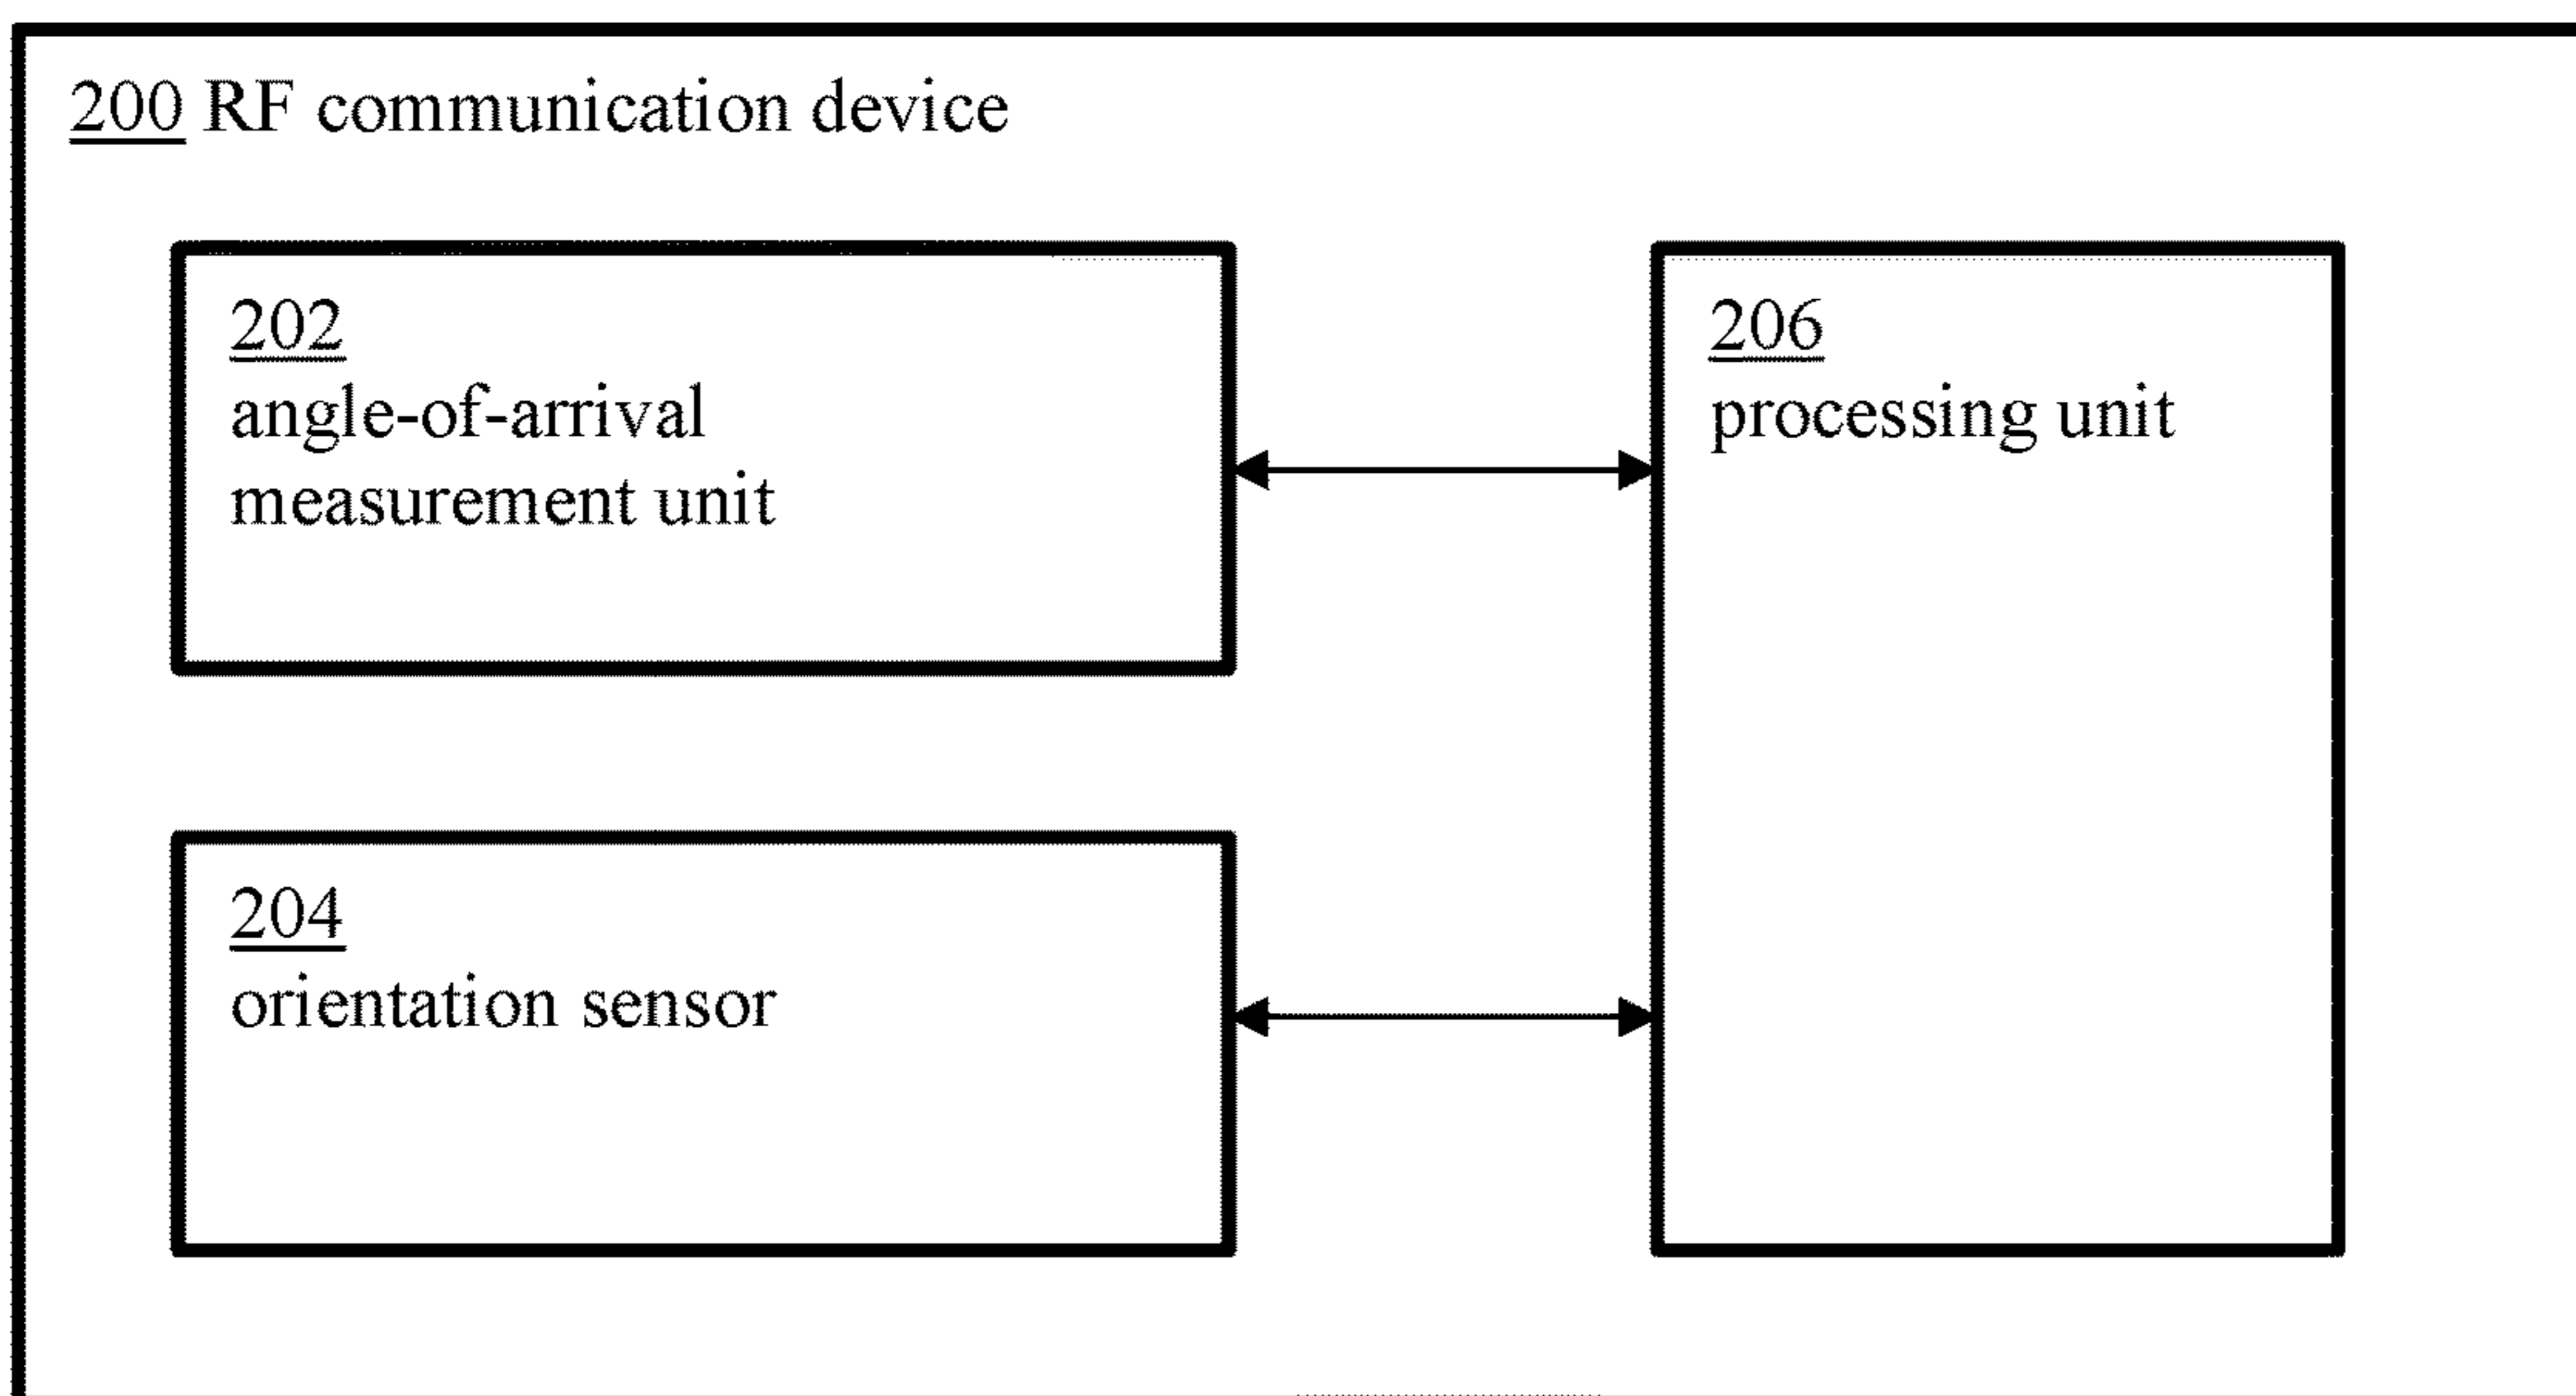 200 RF communication device
202
angle-of-arrival
measurement unit
206
processing unit
204
orientation sensor